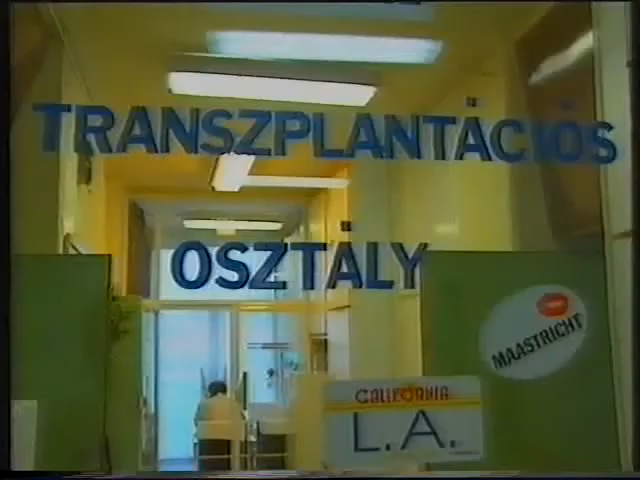 TRANSZPLANTÁCIÓS
OSZTÁLY
MAASTRICHT
CALIFORNIA
L.A.